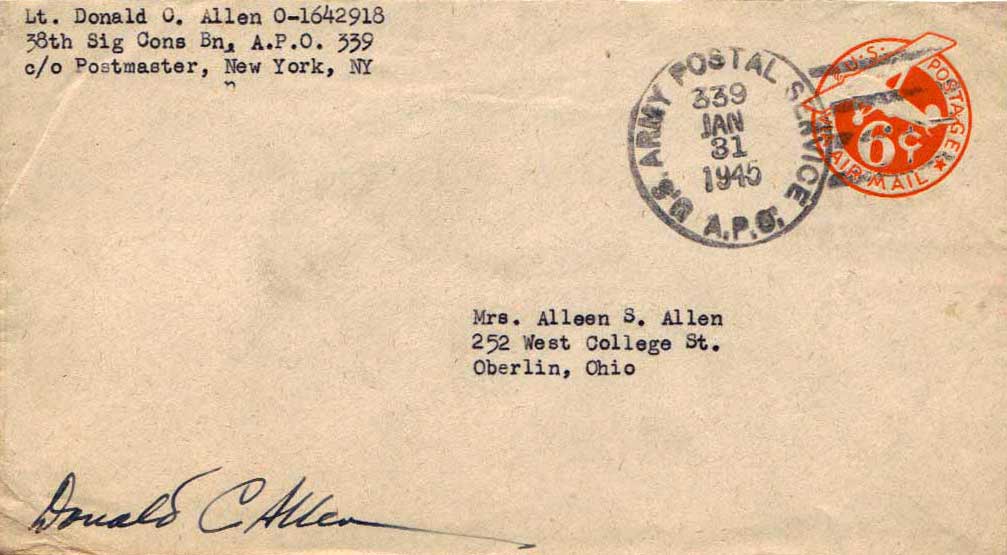 Lt. Donald C. Allen O-1642918
38th Sig Cons Bn, A.P.O. 339
c/o Postmaster, New York, NY
U.S. ARMY POSTAL SERVICE
339
JAN
31
1945
A.P.O.
U.S. POSTAGE
6¢
VIA AIR MAIL
Mrs. Alleen S. Allen
252 West College St.
Oberlin, Ohio
Donald C Allen